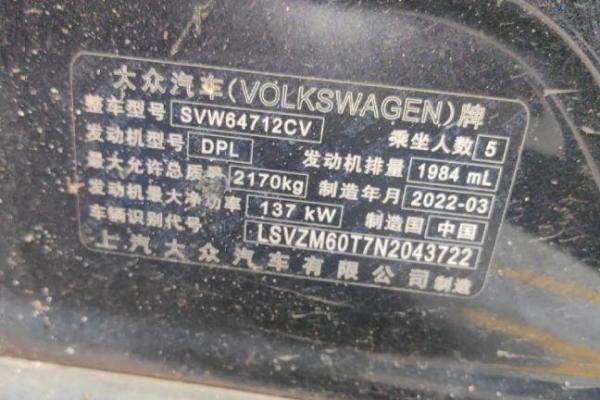 大众汽车(VOLKSWAGEN)牌
整车型号 SVW64712CV 乘坐人数 5
发动机型号 DPL 发动机排量 1984 mL
最大允许总质量 2170kg 制造年月 2022-03
发动机最大净功率 137 kW 制造国 中国
车辆识别代号 LSVZM60T7N2043722
上汽大众汽车有限公司制造